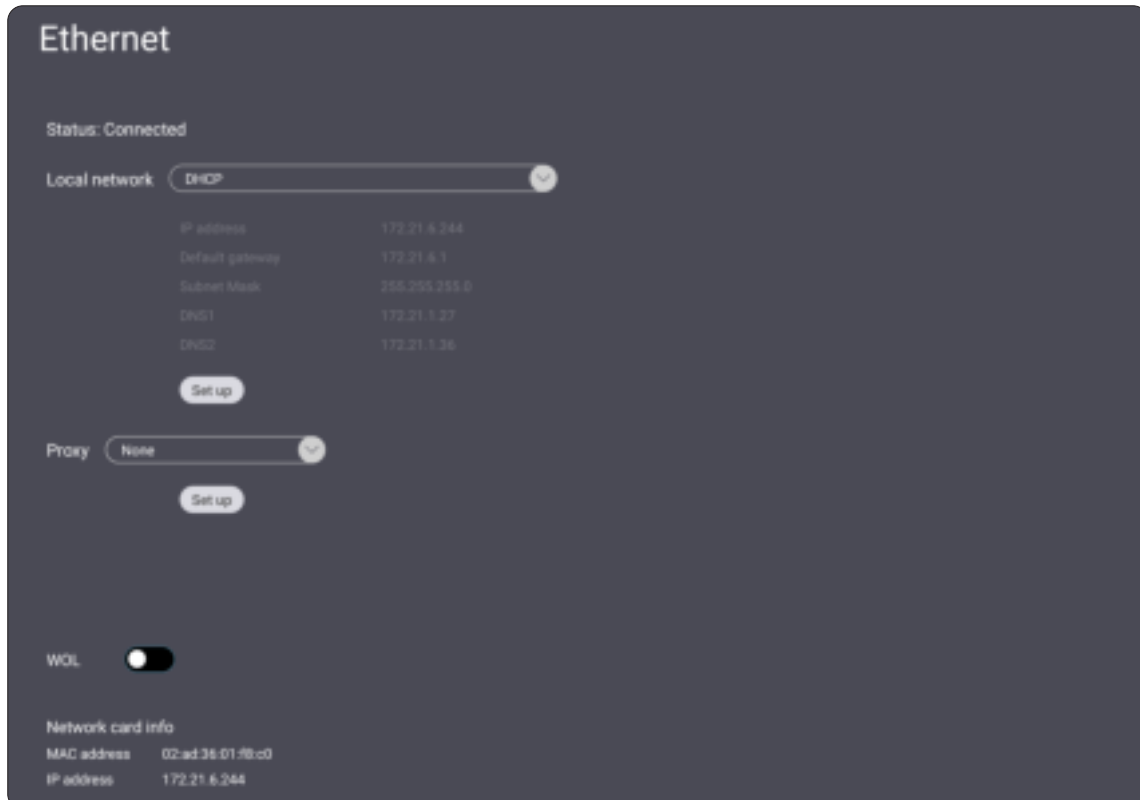 Ethernet
Status: Connected
Local network DHCP
IP address 172.21.6.244
Default gateway 172.21.6.1
Subnet Mask 255.255.255.0
DNS1 172.21.1.27
DNS2 172.21.1.36
Set up
Proxy None
Set up
WOL
Network card info
MAC address 02:ad:36:01:f8:c0
IP address 172.21.6.244